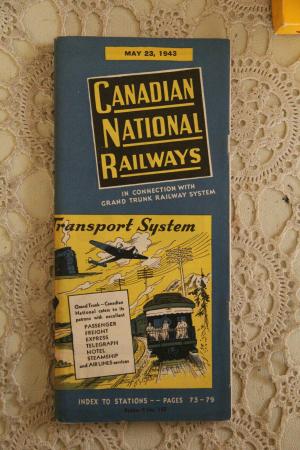 MAY 23, 1943
CANADIAN
NATIONAL
RAILWAYS
IN CONNECTION WITH
GRAND TRUNK RAILWAY SYSTEM
Transport System
Grand Trunk-Canadian
National caters to its
patrons with excellent
PASSENGER
FREIGHT
EXPRESS
TELEGRAPH
HOTEL
STEAMSHIP
and AIR LINES services
INDEX TO STATIONS -- PAGES 73-79